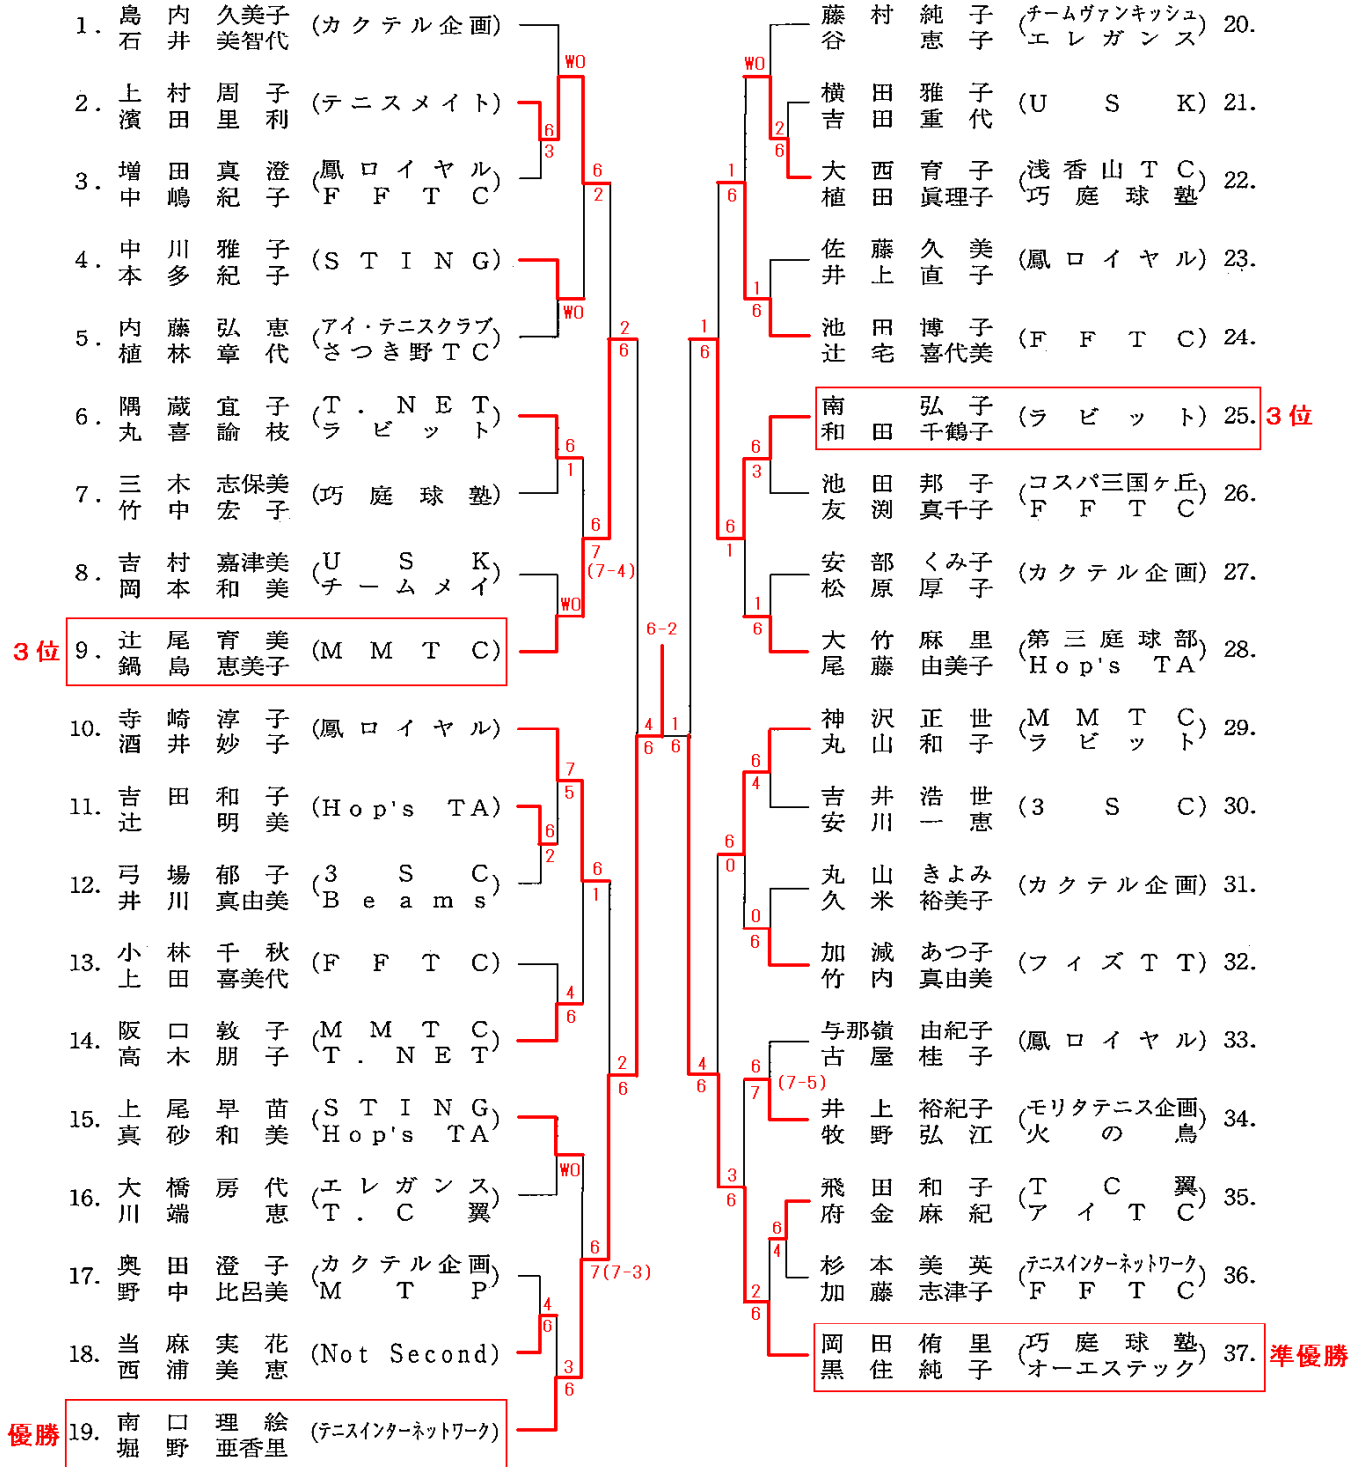 1. 島内 久美子 (カクテル企画)
石井 美智代
WO
2. 上村 周子 (テニスメイト)
濱田 里利
6
3
3. 増田 真澄 (鳳ロイヤル
中嶋 紀子 FFTC)
6
2
4. 中川 雅子 (STING)
本多 紀子
WO
5. 内藤 弘恵 (アイ・テニスクラブ
植林 章代 さつき野TC)
2
6
6. 隅蔵 宜子 (T.NET
丸喜 諭枝 ラビット)
6
1
7. 三木 志保美 (巧庭球塾)
竹中 宏子
6
7
(7-4)
8. 吉村 嘉津美 (USK
岡本 和美 チームメイ)
WO
3位 9. 辻尾 育美 (MMTC)
鍋島 恵美子
10. 寺崎 淳子 (鳳ロイヤル)
酒井 妙子
7
5
11. 吉田 和子 (Hop's TA)
辻 明美
6
2
12. 弓場 郁子 (3SC
井川 真由美 Beams)
6
1
13. 小林 千秋 (FFTC)
上田 喜美代
4
6
14. 阪口 敦子 (MMTC
高木 朋子 T.NET)
2
6
15. 上尾 早苗 (STING
真砂 和美 Hop's TA)
WO
16. 大橋 房代 (エレガンス
川端 恵 T.C翼)
6
7(7-3)
17. 奥田 澄子 (カクテル企画
野中 比呂美 MTP)
4
6
18. 当麻 実花 (Not Second)
西浦 美恵
3
6
優勝 19. 南口 理絵 (テニスインターネットワーク)
堀野 亜香里
6-2
4
6
1
6
藤村 純子 (チームヴァンキッシュ 20.
谷 恵子 エレガンス)
WO
横田 雅子 (USK) 21.
吉田 重代
2
6
大西 育子 (浅香山TC 22.
植田 眞理子 巧庭球塾)
1
6
佐藤 久美 (鳳ロイヤル) 23.
井上 直子
1
6
池田 博子 (FFTC) 24.
辻宅 喜代美
1
6
南 弘子 (ラビット) 25. 3位
和田 千鶴子
6
3
池田 邦子 (コスパ三国ヶ丘 26.
友渕 真千子 FFTC)
6
1
安部 くみ子 (カクテル企画) 27.
松原 厚子
1
6
大竹 麻里 (第三庭球部 28.
尾藤 由美子 Hop's TA)
神沢 正世 (MMTC 29.
丸山 和子 ラビット)
6
4
吉井 浩世 (3SC) 30.
安川 一恵
6
0
丸山 きよみ (カクテル企画) 31.
久米 裕美子
0
6
加減 あつ子 (フィズTT) 32.
竹内 真由美
4
6
与那嶺 由紀子 (鳳ロイヤル) 33.
古屋 桂子
6
7
(7-5)
井上 裕紀子 (モリタテニス企画 34.
牧野 弘江 火の鳥)
3
6
飛田 和子 (TC翼 35.
府金 麻紀 アイTC)
6
4
杉本 美英 (テニスインターネットワーク 36.
加藤 志津子 FFTC)
2
6
岡田 侑里 (巧庭球塾 37. 準優勝
黒住 純子 オーエステック)